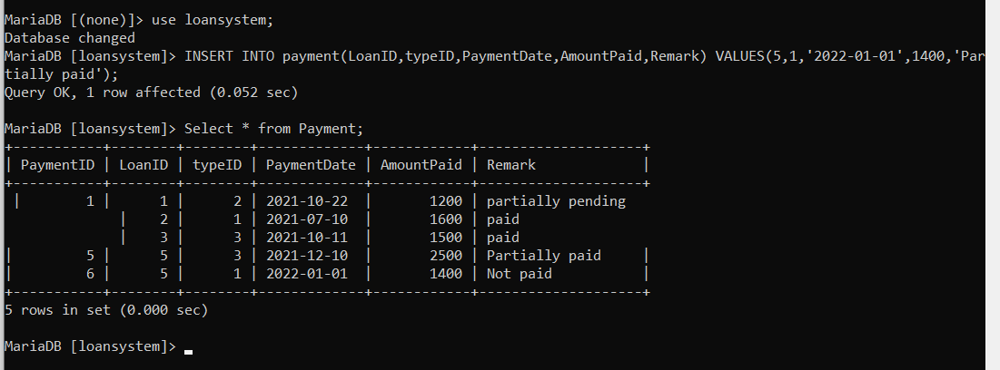 MariaDB [(none)]> use loansystem;
Database changed
MariaDB [loansystem]> INSERT INTO payment(LoanID,typeID,PaymentDate,AmountPaid,Remark) VALUES(5,1,'2022-01-01',1400,'Par
tially paid');
Query OK, 1 row affected (0.052 sec)

MariaDB [loansystem]> Select * from Payment;
+-----------+--------+--------+-------------+------------+--------------------+
| PaymentID | LoanID | typeID | PaymentDate | AmountPaid | Remark             |
+-----------+--------+--------+-------------+------------+--------------------+
 |        1 |      1 |      2 | 2021-10-22  |       1200 | partially pending
              |    2 |      1 | 2021-07-10  |       1600 | paid
              |    3 |      3 | 2021-10-11  |       1500 | paid
|         5 |      5 |      3 | 2021-12-10  |       2500 | Partially paid     |
|         6 |      5 |      1 | 2022-01-01  |       1400 | Not paid           |
+-----------+--------+--------+-------------+------------+--------------------+
5 rows in set (0.000 sec)

MariaDB [loansystem]>